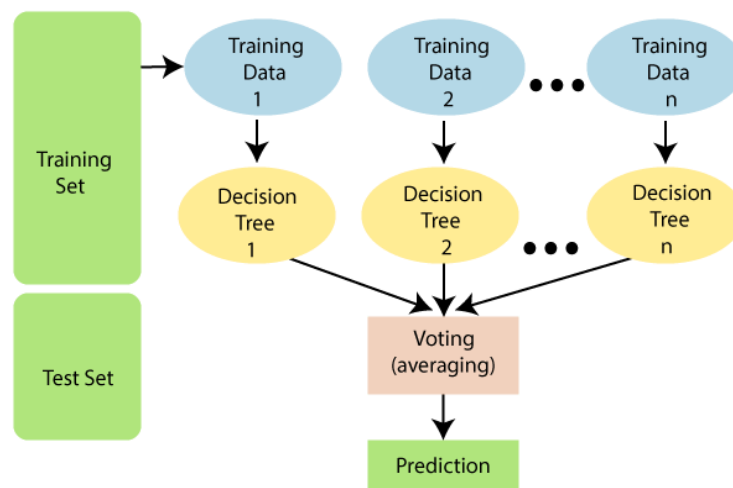 Training
Set
Test Set
Training
Data
1
Training
Data
2
Training
Data
n
Decision
Tree
1
Decision
Tree
2
Decision
Tree
n
Voting
(averaging)
Prediction